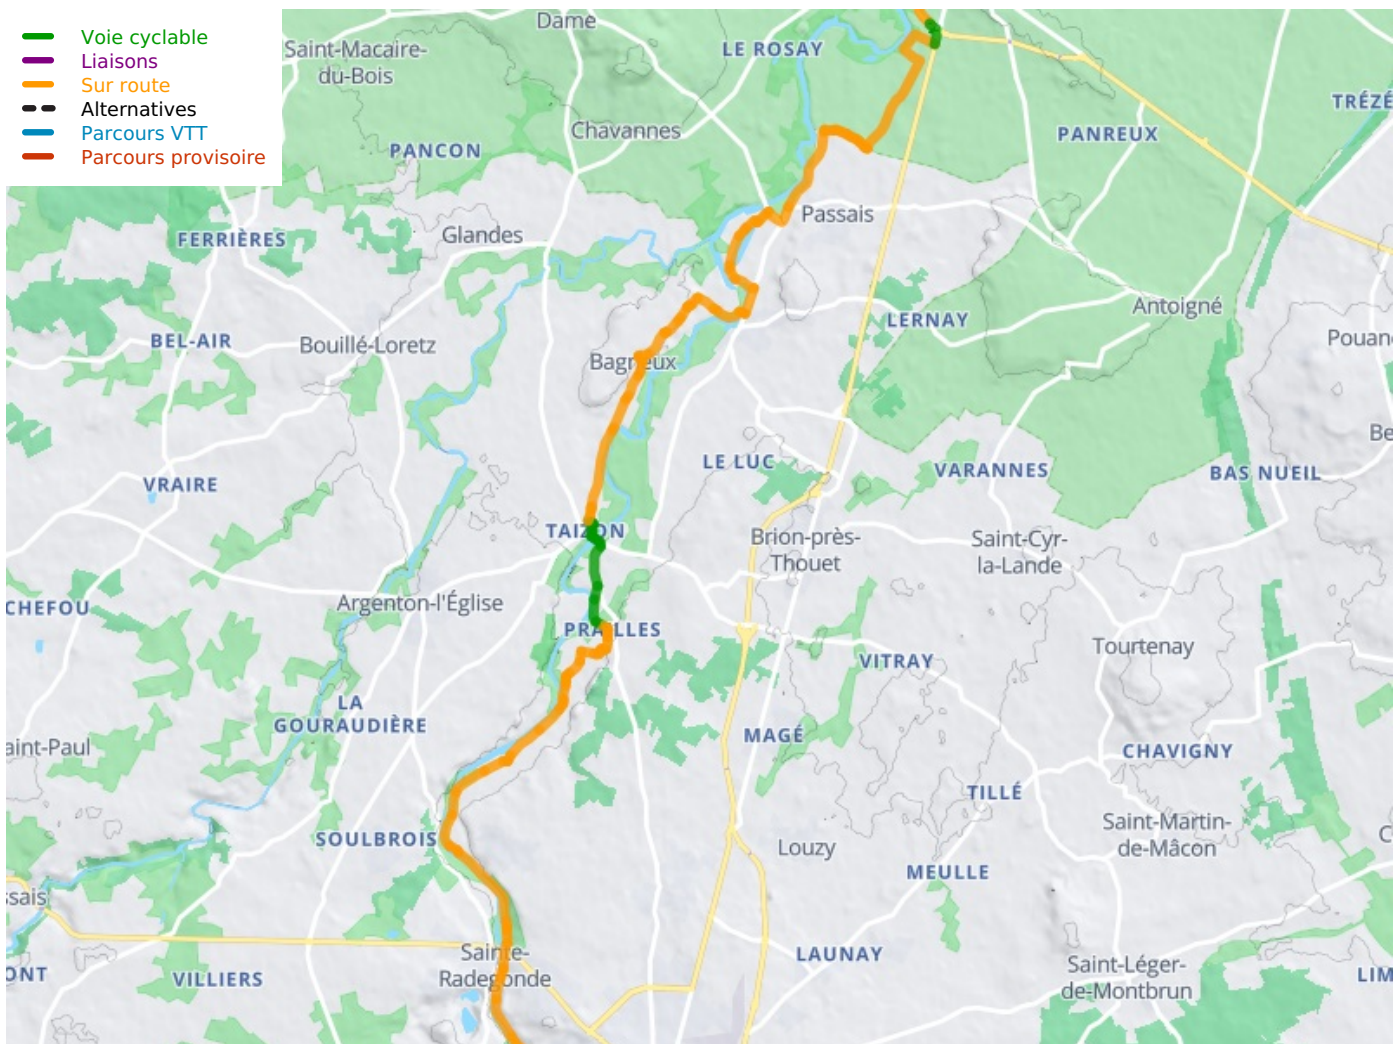 Voie cyclable
Liaisons
Sur route
Alternatives
Parcours VTT
Parcours provisoire
Dame
Saint-Macaire-
du-Bois
LE ROSAY
TRÉZÉ
Chavannes
PANREUX
PANCON
Passais
Glandes
FERRIÈRES
Antoigné
LERNAY
BEL-AIR
Bouillé-Loretz
Pouan
Bagneux
Be
LE LUC
VARANNES
BAS NUEIL
VRAIRE
TAIZON
Brion-près-
Thouet
Saint-Cyr-
la-Lande
CHEFOU
Argenton-l'Église
PRAILLES
Tourtenay
VITRAY
LA
GOURAUDIÈRE
MAGÉ
aint-Paul
CHAVIGNY
TILLÉ
Saint-Martin-
de-Mâcon
SOULBROIS
Louzy
C
MEULLE
ssais
Sainte-
Radegonde
LAUNAY
Saint-Léger-
de-Montbrun
ONT
VILLIERS
LIM